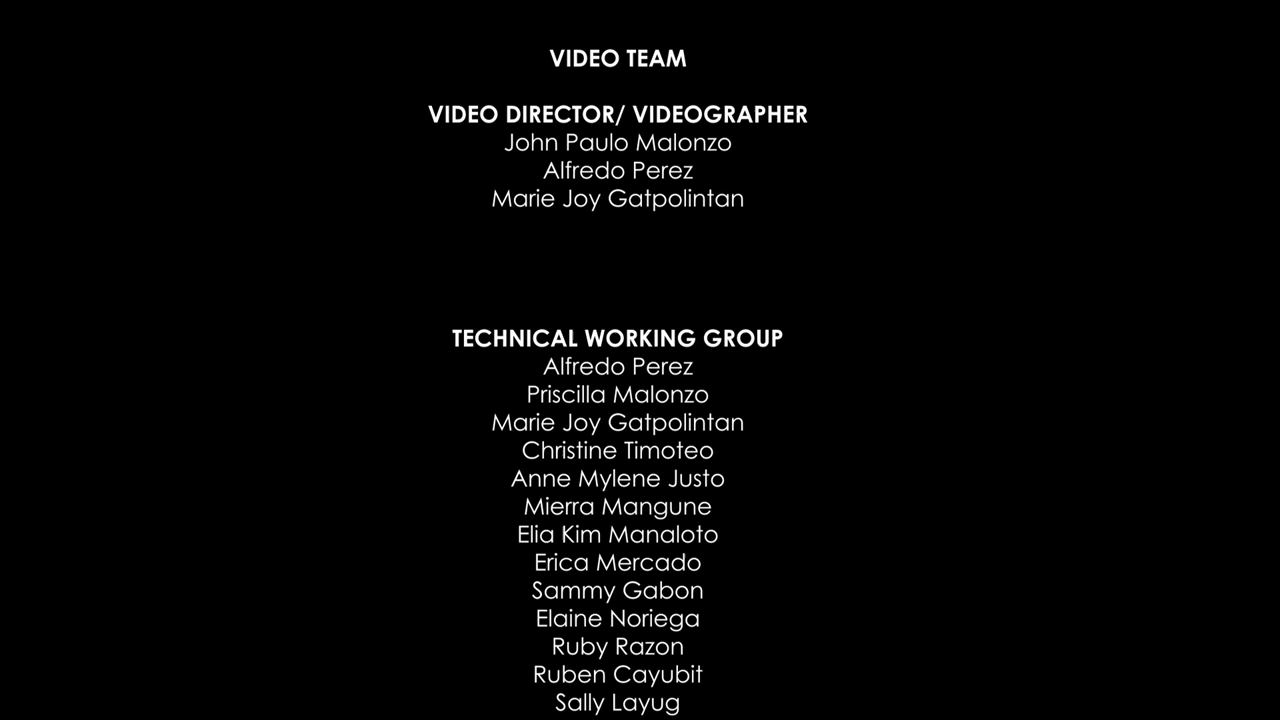 VIDEO TEAM
VIDEO DIRECTOR/ VIDEOGRAPHER
John Paulo Malonzo
Alfredo Perez
Marie Joy Gatpolintan
TECHNICAL WORKING GROUP
Alfredo Perez
Priscilla Malonzo
Marie Joy Gatpolintan
Christine Timoteo
Anne Mylene Justo
Mierra Mangune
Elia Kim Manaloto
Erica Mercado
Sammy Gabon
Elaine Noriega
Ruby Razon
Ruben Cayubit
Sally Layug